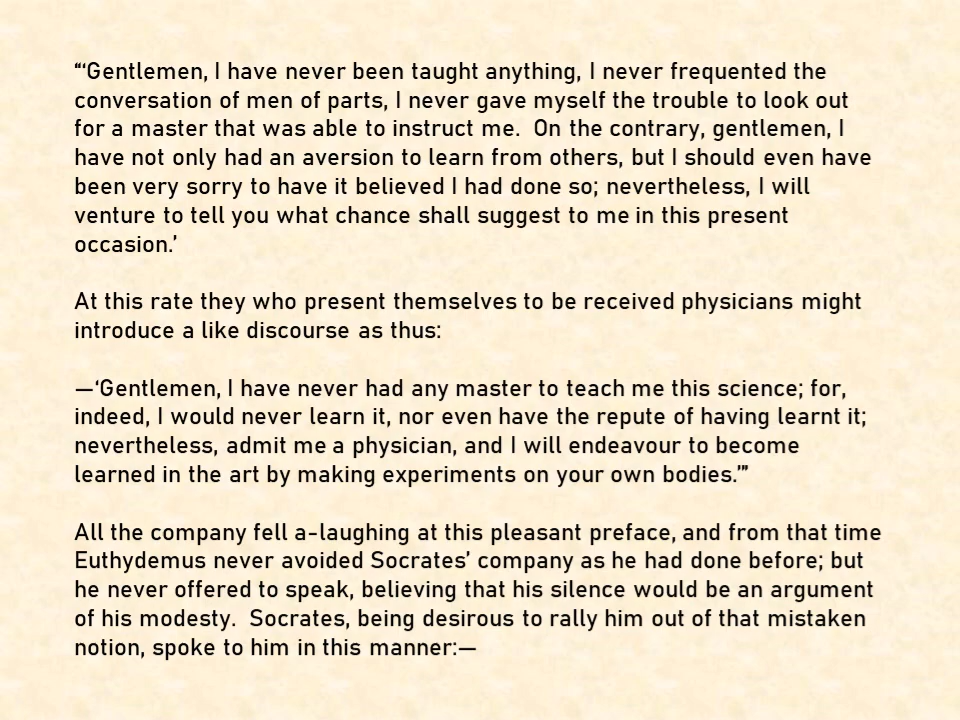 “‘Gentlemen, I have never been taught anything, I never frequented the
conversation of men of parts, I never gave myself the trouble to look out
for a master that was able to instruct me.  On the contrary, gentlemen, I
have not only had an aversion to learn from others, but I should even have
been very sorry to have it believed I had done so; nevertheless, I will
venture to tell you what chance shall suggest to me in this present
occasion.’

At this rate they who present themselves to be received physicians might
introduce a like discourse as thus:

—‘Gentlemen, I have never had any master to teach me this science; for,
indeed, I would never learn it, nor even have the repute of having learnt it;
nevertheless, admit me a physician, and I will endeavour to become
learned in the art by making experiments on your own bodies.’”

All the company fell a-laughing at this pleasant preface, and from that time
Euthydemus never avoided Socrates’ company as he had done before; but
he never offered to speak, believing that his silence would be an argument
of his modesty.  Socrates, being desirous to rally him out of that mistaken
notion, spoke to him in this manner:—